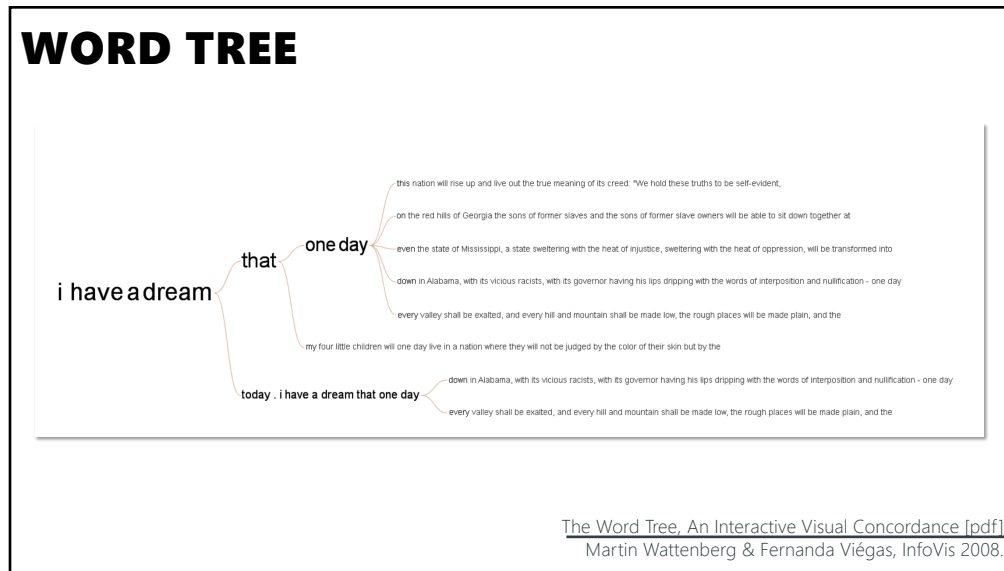 WORD TREE
this nation will rise up and live out the true meaning of its creed: "We hold these truths to be self-evident,
on the red hills of Georgia the sons of former slaves and the sons of former slave owners will be able to sit down together at
one day
even the state of Mississippi, a state sweltering with the heat of injustice, sweltering with the heat of oppression, will be transformed into
that
down in Alabama, with its vicious racists, with its governor having his lips dripping with the words of interposition and nullification - one day
i have a dream
every valley shall be exalted, and every hill and mountain shall be made low, the rough places will be made plain, and the
my four little children will one day live in a nation where they will not be judged by the color of their skin but by the
down in Alabama, with its vicious racists, with its governor having his lips dripping with the words of interposition and nullification - one day
today . i have a dream that one day
every valley shall be exalted, and every hill and mountain shall be made low, the rough places will be made plain, and the
The Word Tree, An Interactive Visual Concordance [pdf]
Martin Wattenberg & Fernanda Viégas, InfoVis 2008.